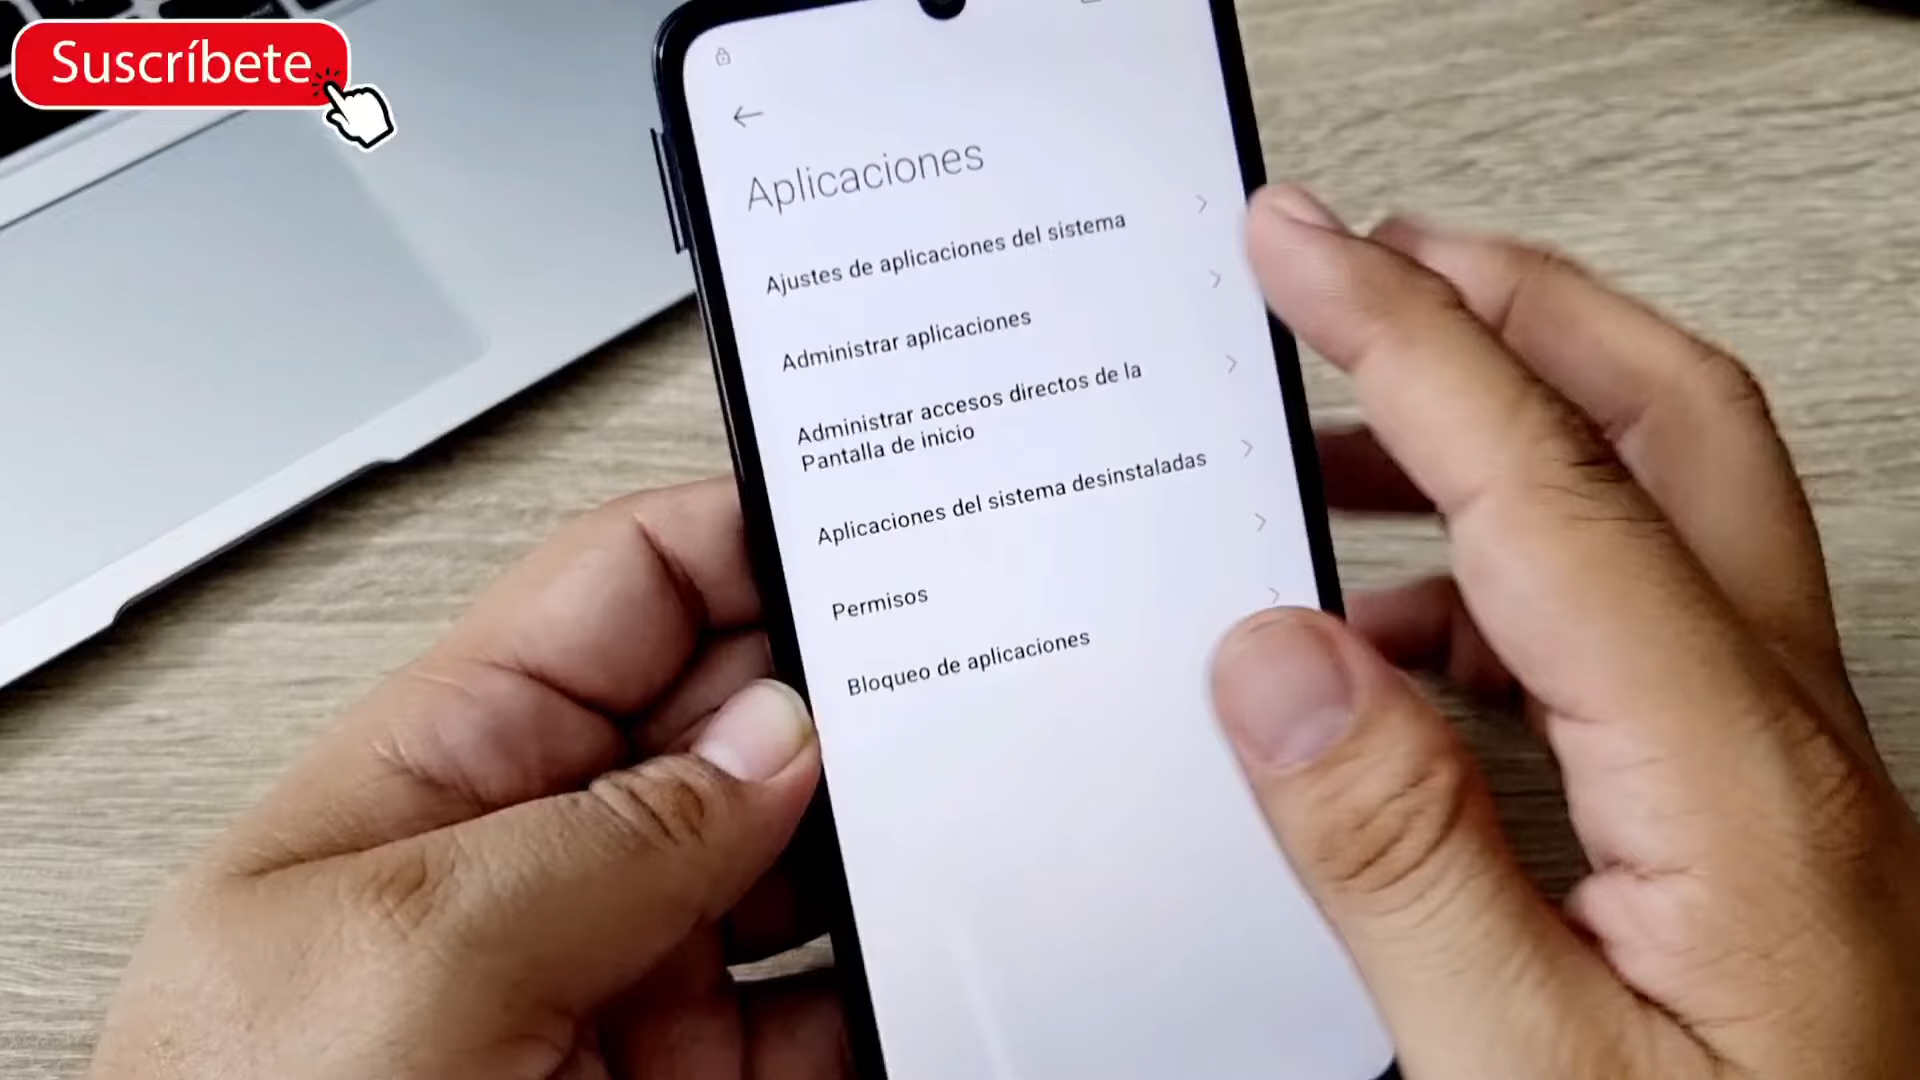 Suscríbete
Aplicaciones
Ajustes de aplicaciones del sistema
Administrar aplicaciones
Administrar accesos directos de la
Pantalla de inicio
Aplicaciones del sistema desinstaladas
Permisos
Bloqueo de aplicaciones